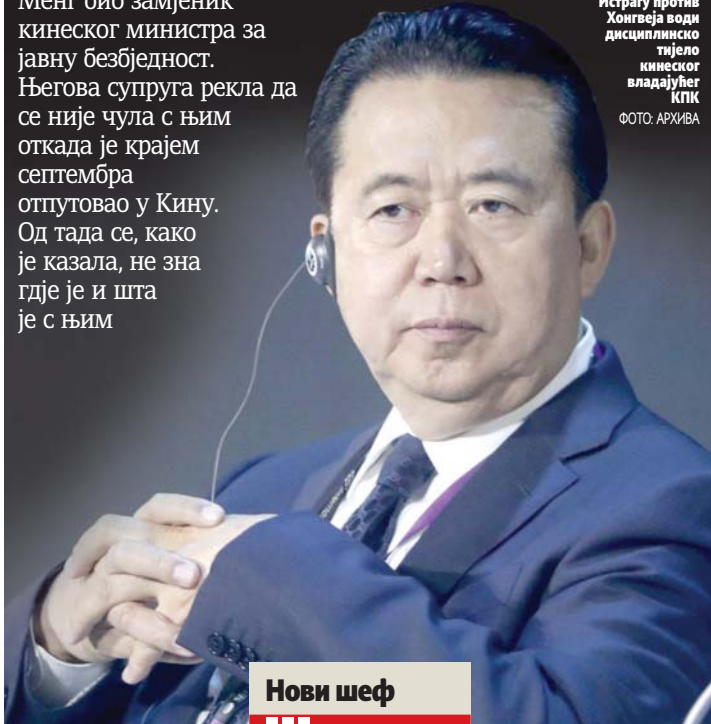 Менг био замјеник
кинеског министра за
јавну безбједност.
Његова супруга рекла да
се није чула с њим
откада је крајем
септембра
отпутовао у Кину.
Од тада се, како
је казала, не зна
гдје је и шта
је с њим
Истрагу против
Хонгвеја води
дисциплинско
тијело
кинеског
владајућег
КПК
ФОТО: АРХИВА
Нови шеф